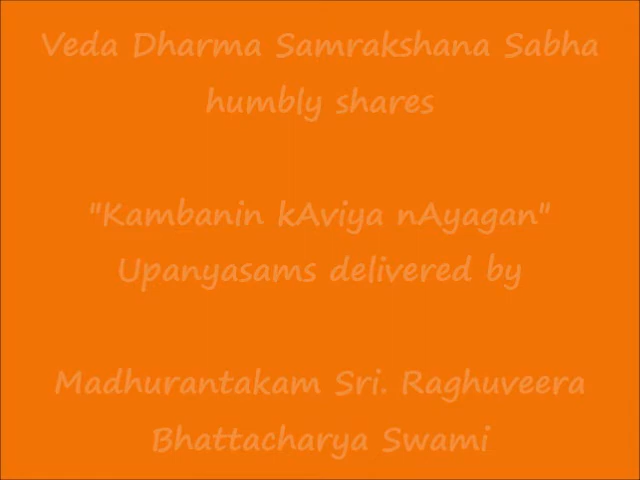 Veda Dharma Samrakshana Sabha
humbly shares
"Kambanin kAviya nAyagan"
Upanyasams delivered by
Madhurantakam Sri. Raghuveera
Bhattacharya Swami